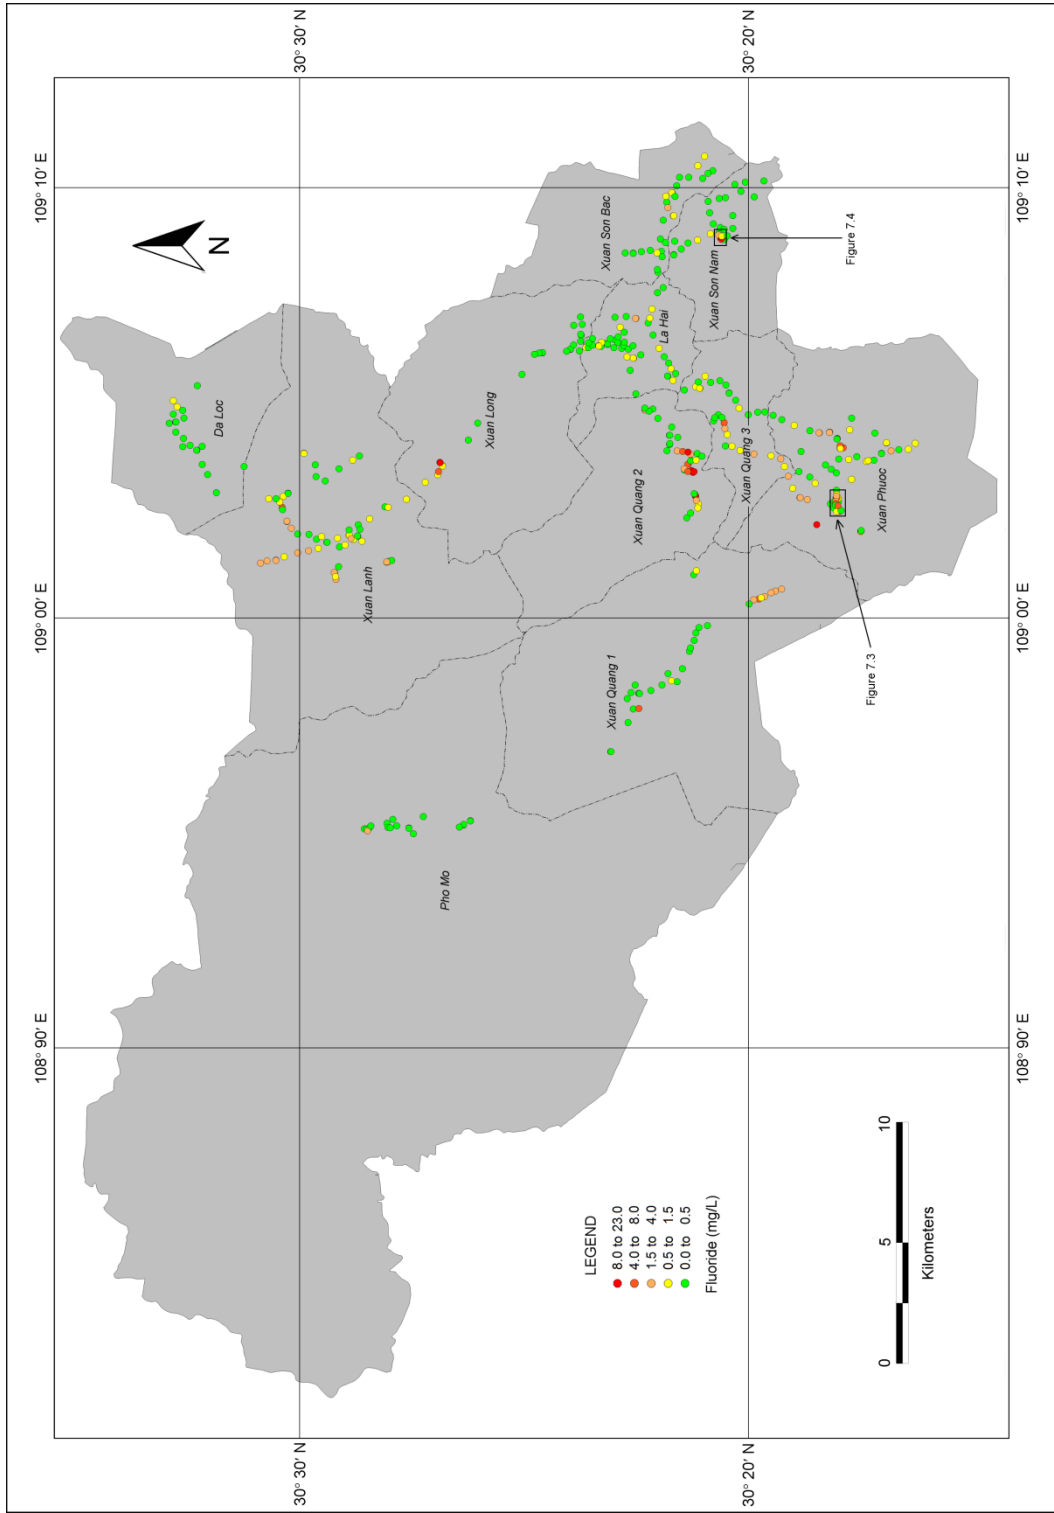 109° 10' E
109° 00' E
108° 90' E
30° 30' N
30° 30' N
N
Da Loc
Xuan Lanh
Xuan Long
Pho Mo
Xuan Son Bac
La Hai
Xuan Son Nam
Xuan Quang 2
Xuan Quang 3
Xuan Quang 1
Xuan Phuoc
Figure 7.4
Figure 7.3
LEGEND
8.0 to 23.0
4.0 to 8.0
1.5 to 4.0
0.5 to 1.5
0.0 to 0.5
Fluoride (mg/L)
0 5 10
Kilometers
30° 20' N
30° 20' N
108° 90' E
109° 00' E
109° 10' E